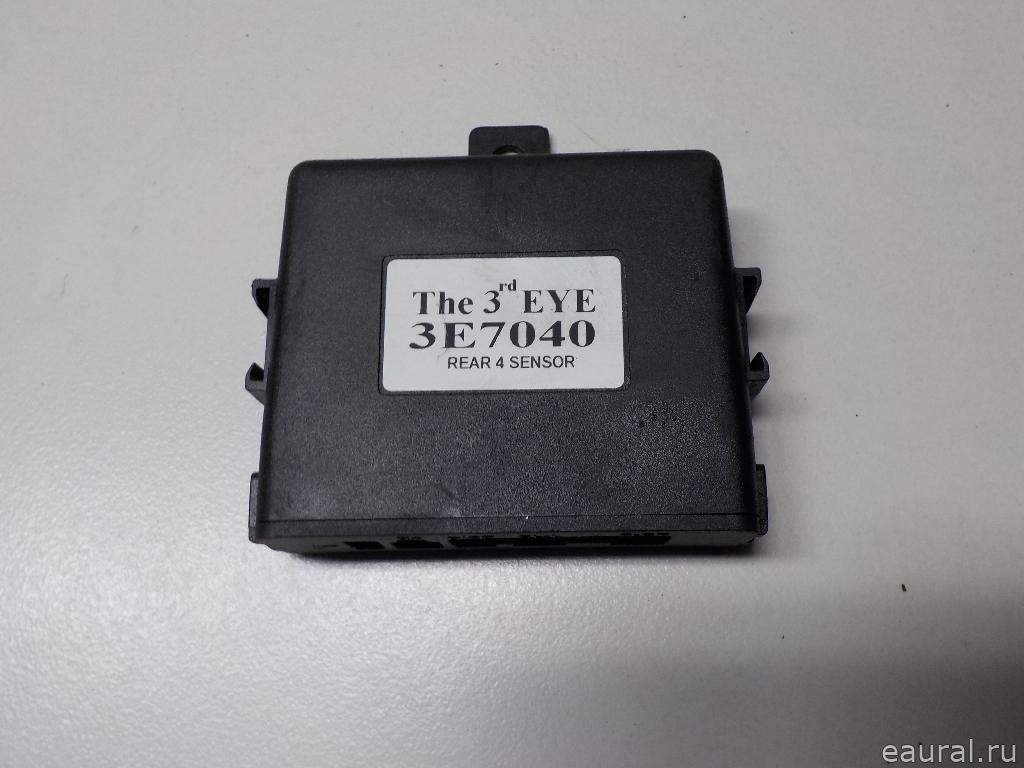 The 3rd EYE
3E7040
REAR 4 SENSOR
eaural.ru